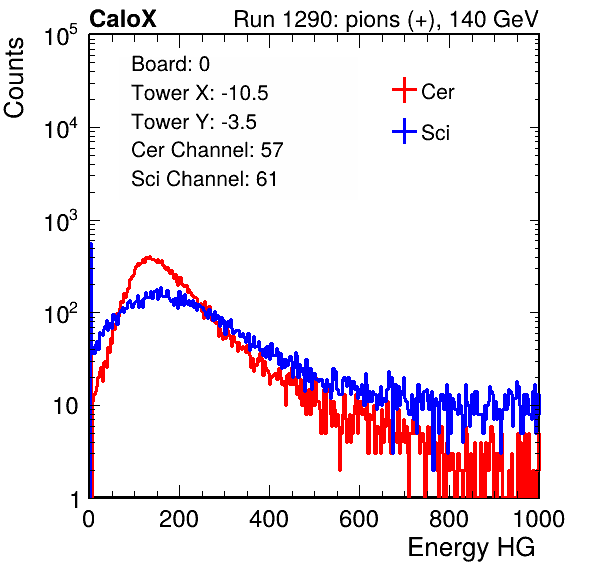 CaloX Run 1290: pions (+), 140 GeV
Counts
10^5
10^4
10^3
10^2
10
1
Board: 0
Tower X: -10.5
Tower Y: -3.5
Cer Channel: 57
Sci Channel: 61
Cer
Sci
0 200 400 600 800 1000
Energy HG